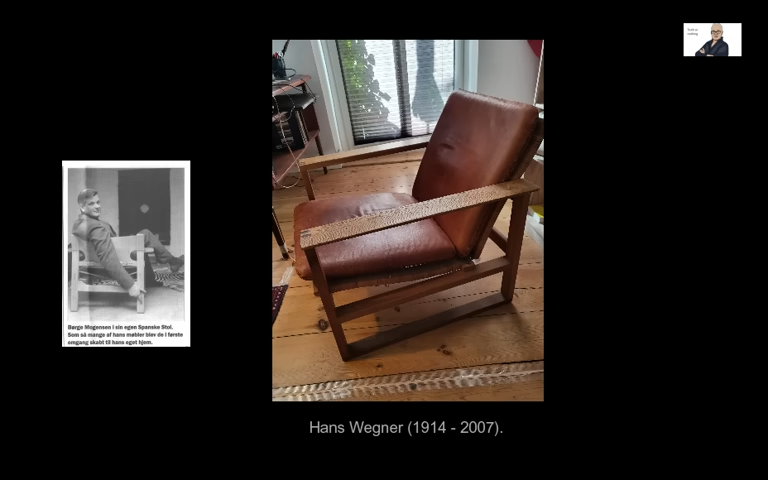 Børge Mogensen i sin egen Spanske Stol.
Som så mange af hans møbler blev de i første
omgang skabt til hans eget hjem.
Hans Wegner (1914 - 2007).